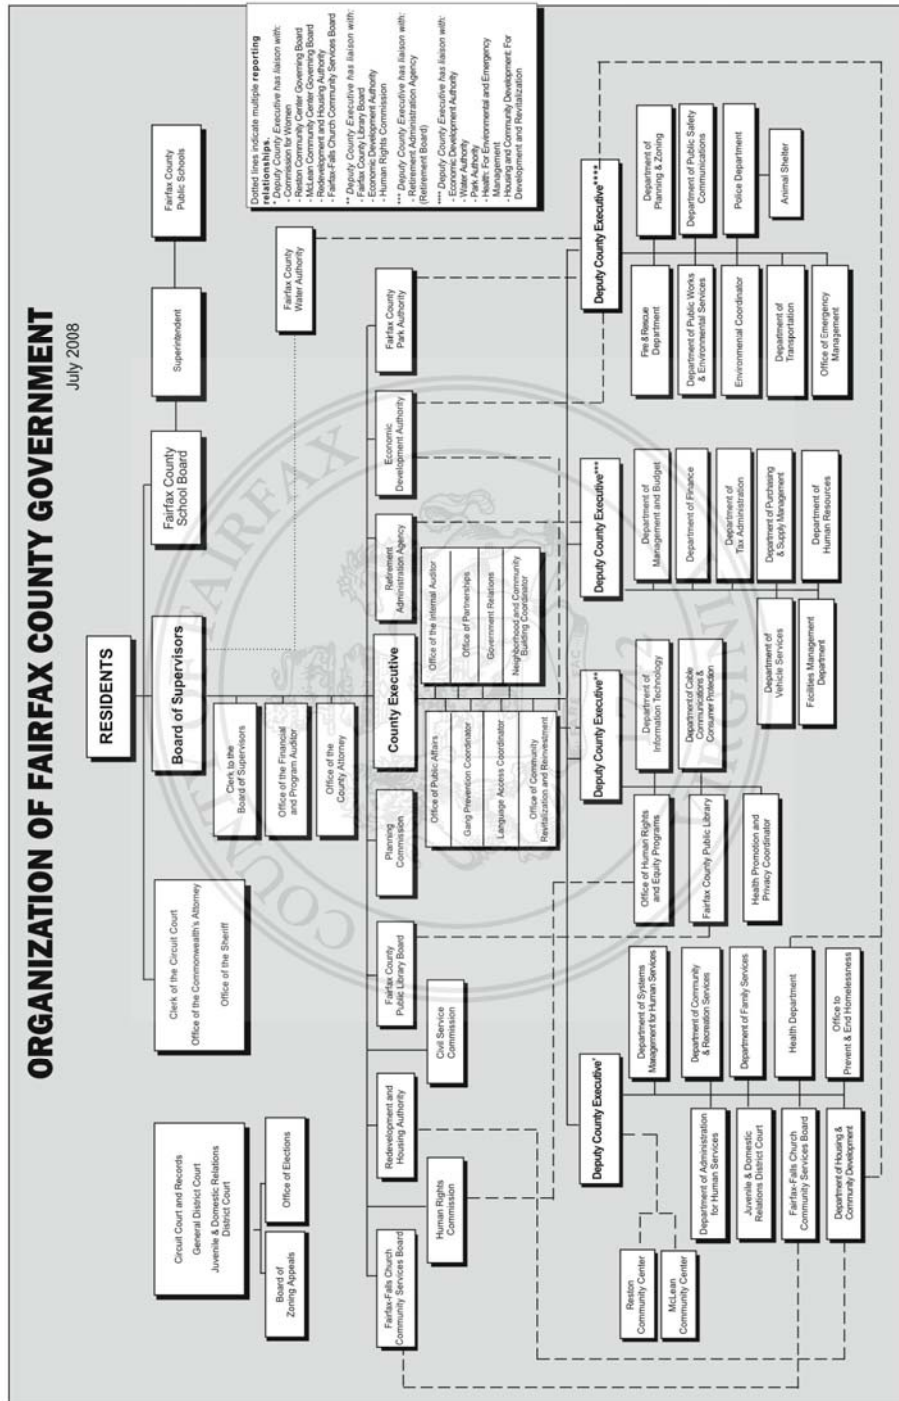 ORGANIZATION OF FAIRFAX COUNTY GOVERNMENT
July 2008
RESIDENTS
Circuit Court and Records
General District Court
Juvenile & Domestic Relations
District Court
Clerk of the Circuit Court
Office of the Commonwealth's Attorney
Office of the Sheriff
Board of Supervisors
Fairfax County
School Board
Superintendent
Fairfax County
Public Schools
Board of
Zoning Appeals
Office of Elections
Clerk to the
Board of Supervisors
Office of the Financial
and Program Auditor
Office of the
County Attorney
Fairfax County
Water Authority
Dotted lines indicate multiple reporting
relationships.
* Deputy County Executive has liaison with:
- Commission for Women
- Reston Community Center Governing Board
- McLean Community Center Governing Board
- Redevelopment and Housing Authority
- Fairfax-Falls Church Community Services Board
** Deputy County Executive has liaison with:
- Fairfax County Library Board
- Economic Development Authority
- Human Rights Commission
*** Deputy County Executive has liaison with:
- Retirement Administration Agency
(Retirement Board)
**** Deputy County Executive has liaison with:
- Economic Development Authority
- Water Authority
- Park Authority
- Health: For Environmental and Emergency
Management
- Housing and Community Development: For
Development and Revitalization
Fairfax-Falls Church
Community Services Board
Redevelopment and
Housing Authority
Fairfax County
Public Library Board
Planning
Commission
County Executive
Retirement
Administration Agency
Economic
Development Authority
Fairfax County
Park Authority
Human Rights
Commission
Civil Service
Commission
Office of Public Affairs
Gang Prevention Coordinator
Language Access Coordinator
Office of Community
Revitalization and Reinvestment
Office of the Internal Auditor
Office of Partnerships
Government Relations
Neighborhood and Community
Building Coordinator
Deputy County Executive*
Reston
Community Center
McLean
Community Center
Department of Systems
Management for Human Services
Department of Community
& Recreation Services
Department of Family Services
Health Department
Office to
Prevent & End Homelessness
Department of Administration
for Human Services
Juvenile & Domestic
Relations District Court
Fairfax-Falls Church
Community Services Board
Department of Housing &
Community Development
Deputy County Executive**
Office of Human Rights
and Equity Programs
Fairfax County Public Library
Health Promotion and
Privacy Coordinator
Department of
Information Technology
Department of Cable
Communications &
Consumer Protection
Deputy County Executive***
Department of
Management and Budget
Department of Finance
Department of
Tax Administration
Department of Purchasing
& Supply Management
Department of
Human Resources
Department of
Vehicle Services
Facilities Management
Department
Deputy County Executive****
Fire & Rescue
Department
Department of Public Works
& Environmental Services
Environmental Coordinator
Department of
Transportation
Office of Emergency
Management
Department of
Planning & Zoning
Department of Public Safety
Communications
Police Department
Animal Shelter
COUNTY OF FAIRFAX
VIRGINIA